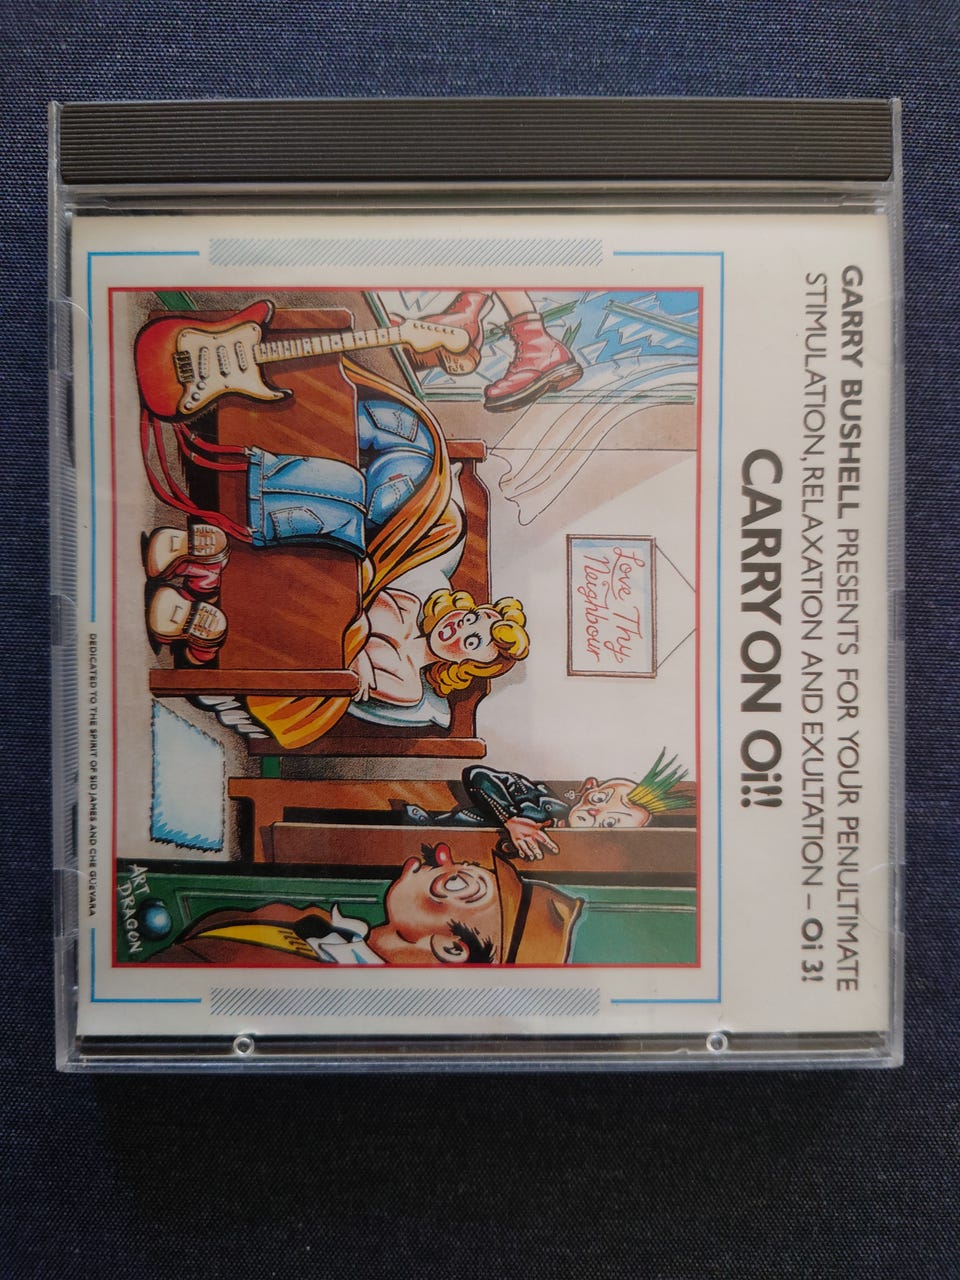 GARRY BUSHELL PRESENTS FOR YOUR PENULTIMATE
STIMULATION, RELAXATION AND EXULTATION – Oi 3!
CARRY ON Oi!!
Love Thy
Neighbour
ART
DRAGON
DEDICATED TO THE SPIRIT OF SID JAMES AND CHE GUEVARA